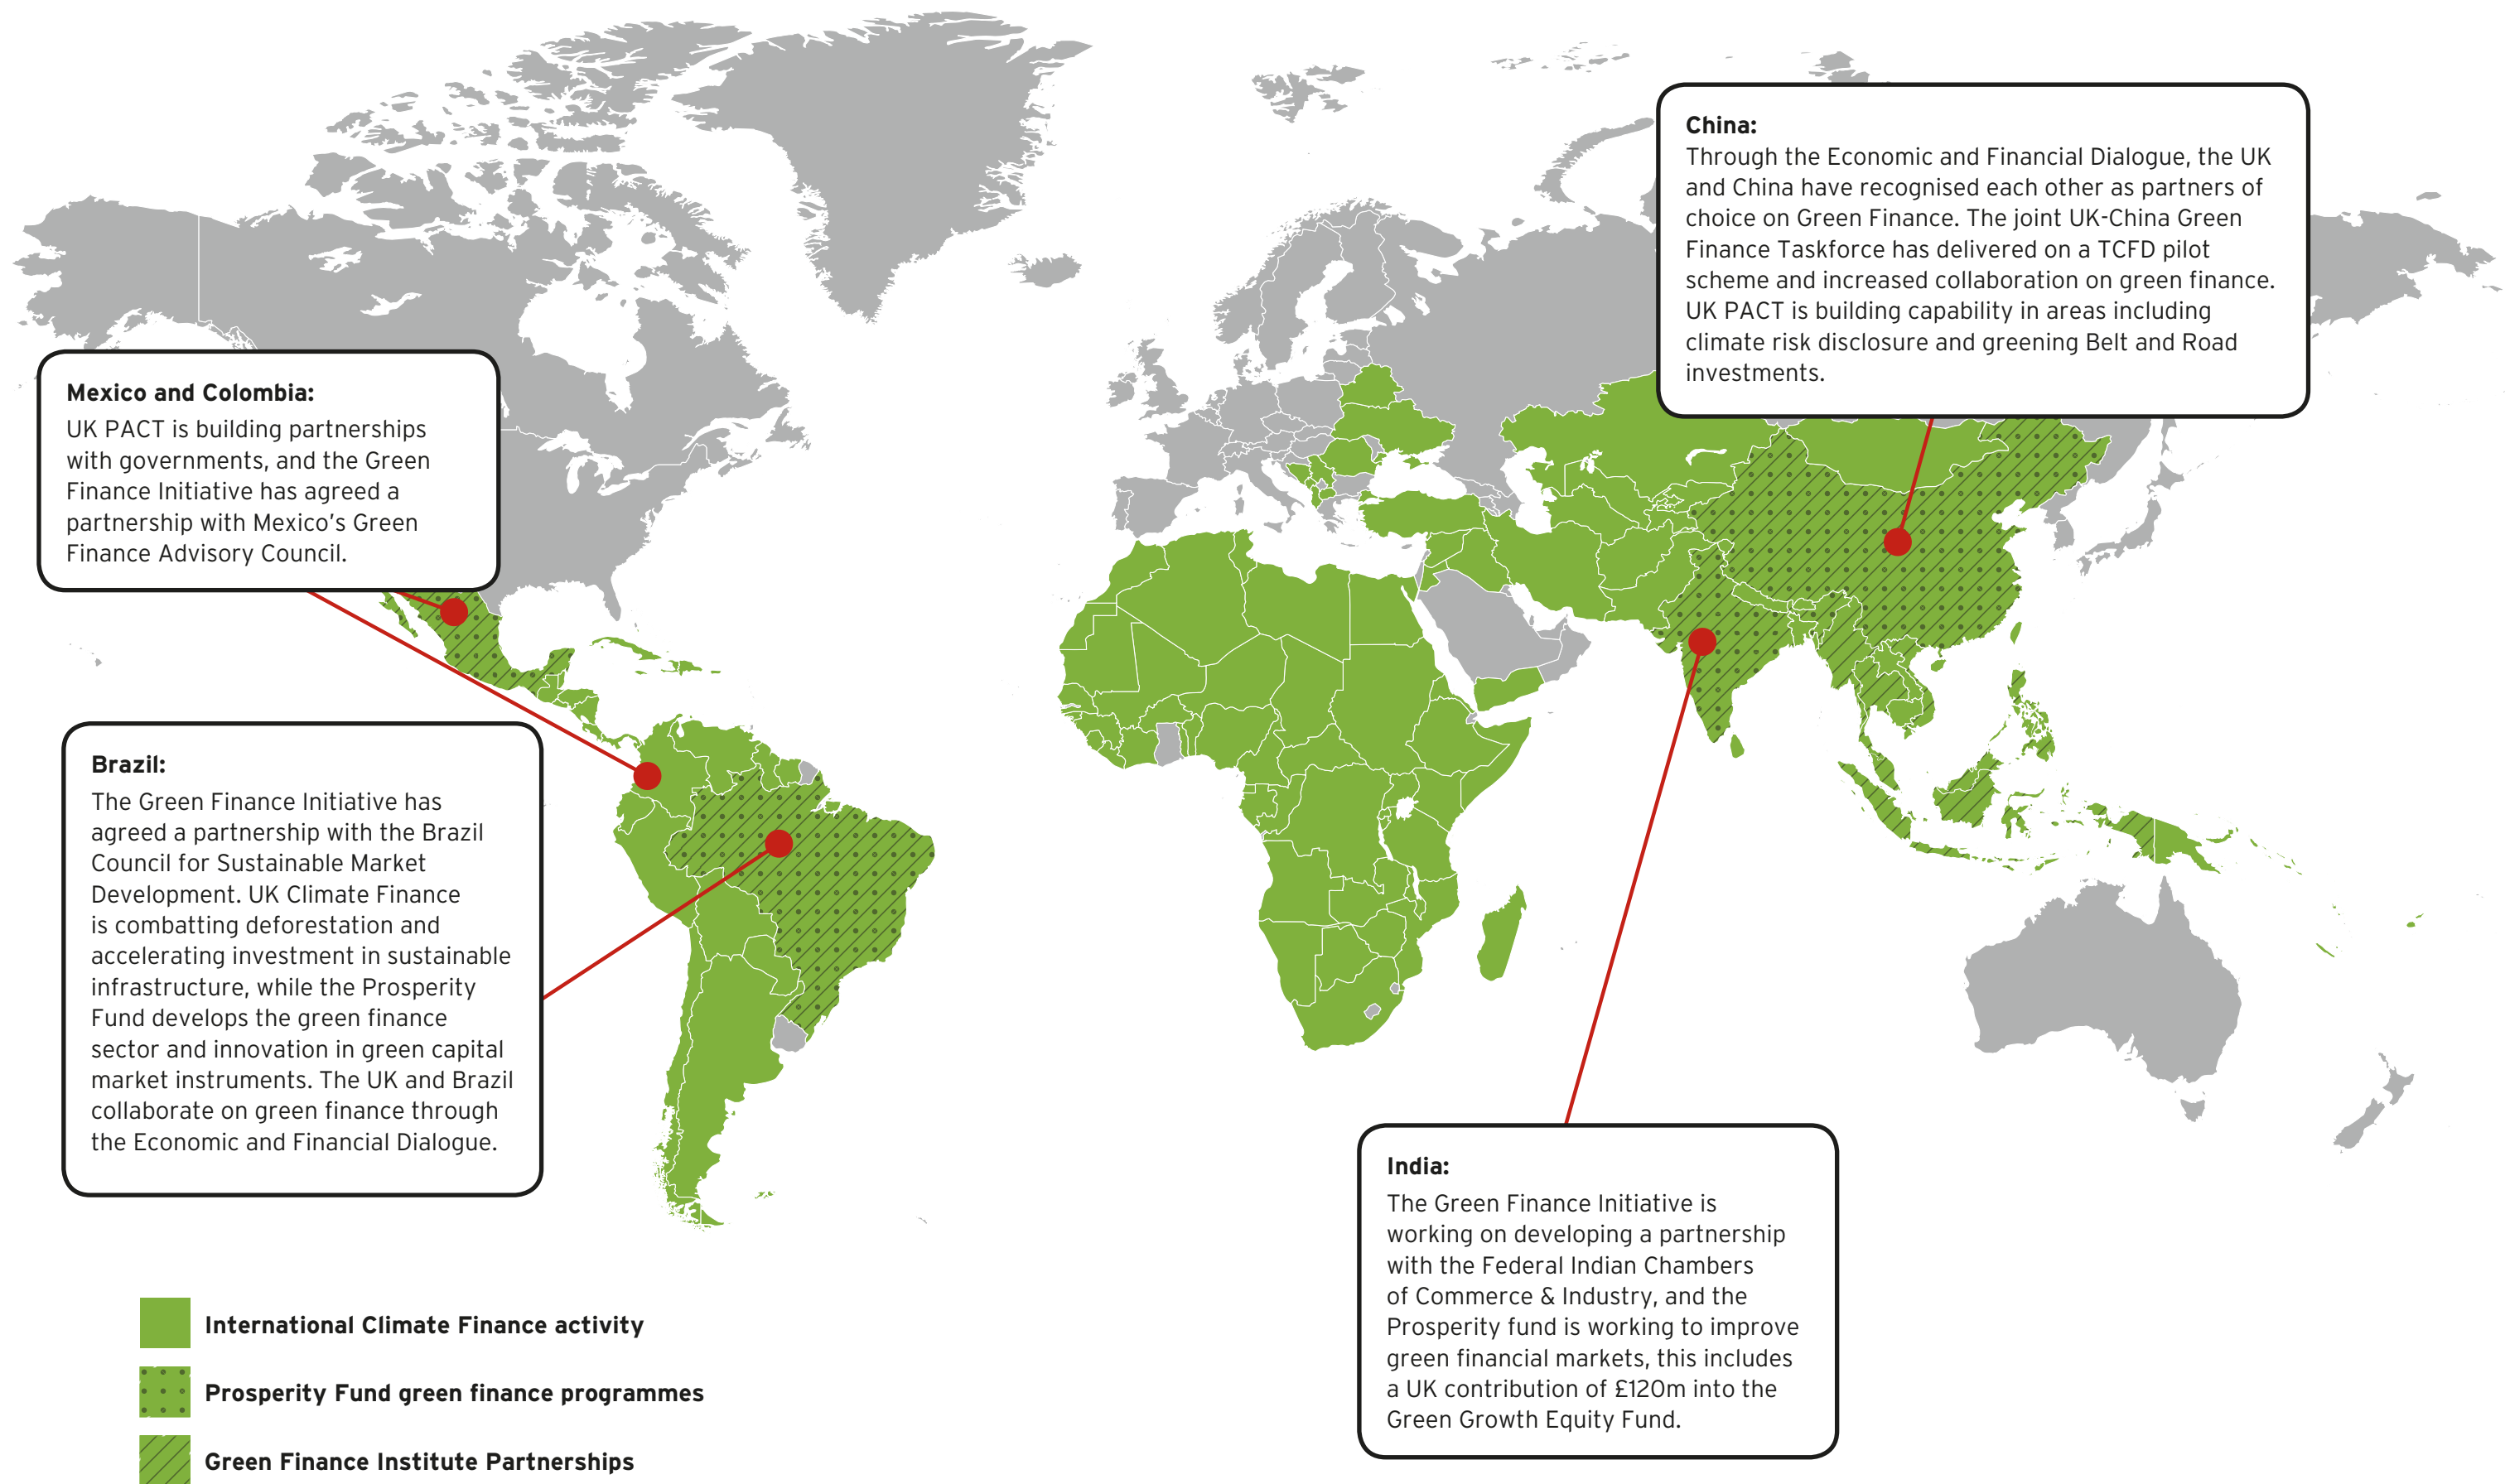 China:
Through the Economic and Financial Dialogue, the UK
and China have recognised each other as partners of
choice on Green Finance. The joint UK-China Green
Finance Taskforce has delivered on a TCFD pilot
scheme and increased collaboration on green finance.
UK PACT is building capability in areas including
climate risk disclosure and greening Belt and Road
investments.
Mexico and Colombia:
UK PACT is building partnerships
with governments, and the Green
Finance Initiative has agreed a
partnership with Mexico’s Green
Finance Advisory Council.
Brazil:
The Green Finance Initiative has
agreed a partnership with the Brazil
Council for Sustainable Market
Development. UK Climate Finance
is combatting deforestation and
accelerating investment in sustainable
infrastructure, while the Prosperity
Fund develops the green finance
sector and innovation in green capital
market instruments. The UK and Brazil
collaborate on green finance through
the Economic and Financial Dialogue.
India:
The Green Finance Initiative is
working on developing a partnership
with the Federal Indian Chambers
of Commerce & Industry, and the
Prosperity fund is working to improve
green financial markets, this includes
a UK contribution of £120m into the
Green Growth Equity Fund.
International Climate Finance activity
Prosperity Fund green finance programmes
Green Finance Institute Partnerships